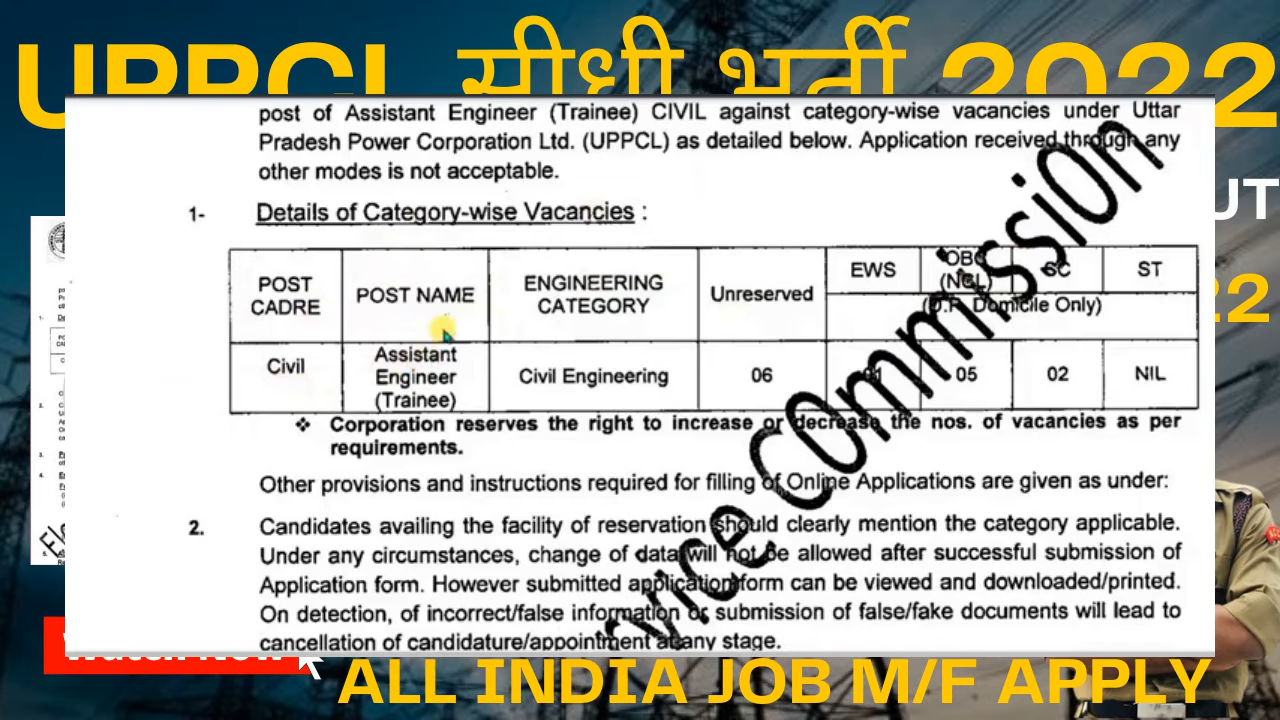 UPPCL सीधी भर्ती 2022
post of Assistant Engineer (Trainee) CIVIL against category-wise vacancies under Uttar
Pradesh Power Corporation Ltd. (UPPCL) as detailed below. Application received through any
other modes is not acceptable.
UT
22
1- Details of Category-wise Vacancies :
POST CADRE
POST NAME
ENGINEERING CATEGORY
Unreserved
EWS
OBC (NCL)
SC
ST
(U.P. Domicile Only)
Civil
Assistant Engineer (Trainee)
Civil Engineering
06
01
05
02
NIL
❖ Corporation reserves the right to increase or decrease the nos. of vacancies as per
requirements.
Other provisions and instructions required for filling of Online Applications are given as under:
2. Candidates availing the facility of reservation should clearly mention the category applicable.
Under any circumstances, change of data will not be allowed after successful submission of
Application form. However submitted application form can be viewed and downloaded/printed.
On detection, of incorrect/false information or submission of false/fake documents will lead to
cancellation of candidature/appointment at any stage.
vice COmmissiOn
Watch Now
ALL INDIA JOB M/F APPLY